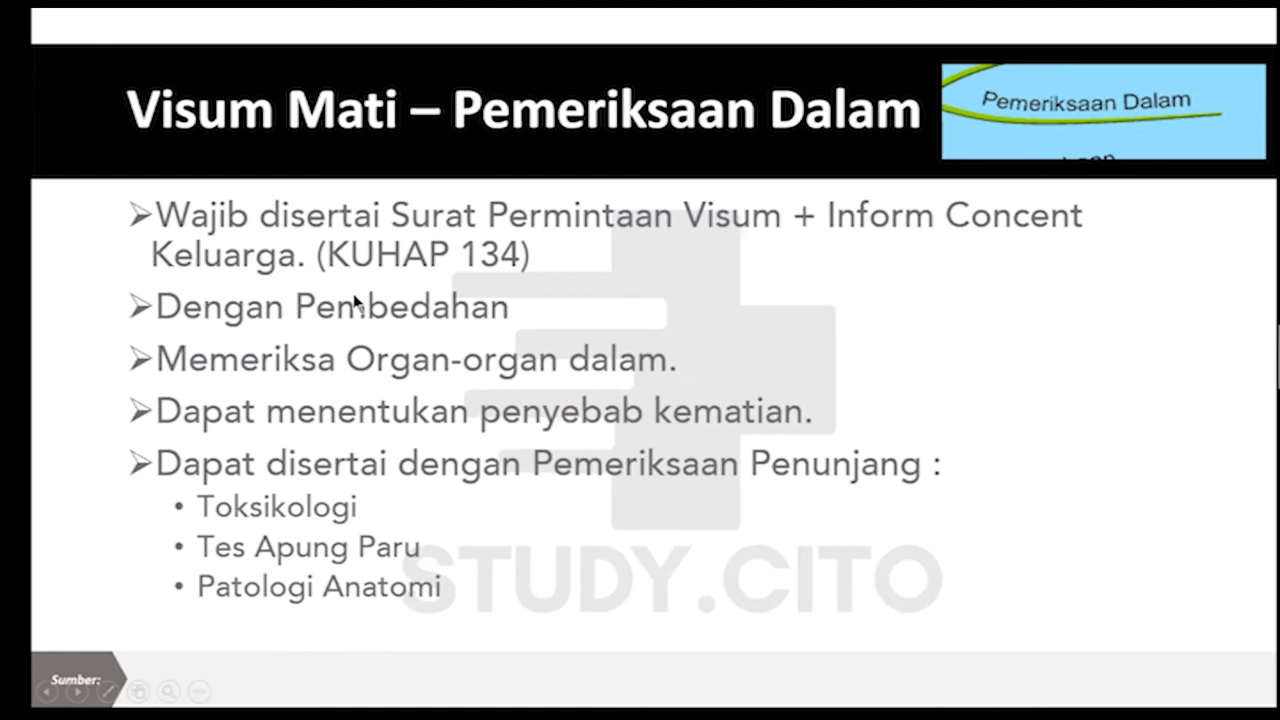 Visum Mati – Pemeriksaan Dalam
Pemeriksaan Dalam
➢Wajib disertai Surat Permintaan Visum + Inform Concent
Keluarga. (KUHAP 134)
➢Dengan Pembedahan
➢Memeriksa Organ-organ dalam.
➢Dapat menentukan penyebab kematian.
➢Dapat disertai dengan Pemeriksaan Penunjang :
• Toksikologi
• Tes Apung Paru
• Patologi Anatomi
STUDY.CITO
Sumber: